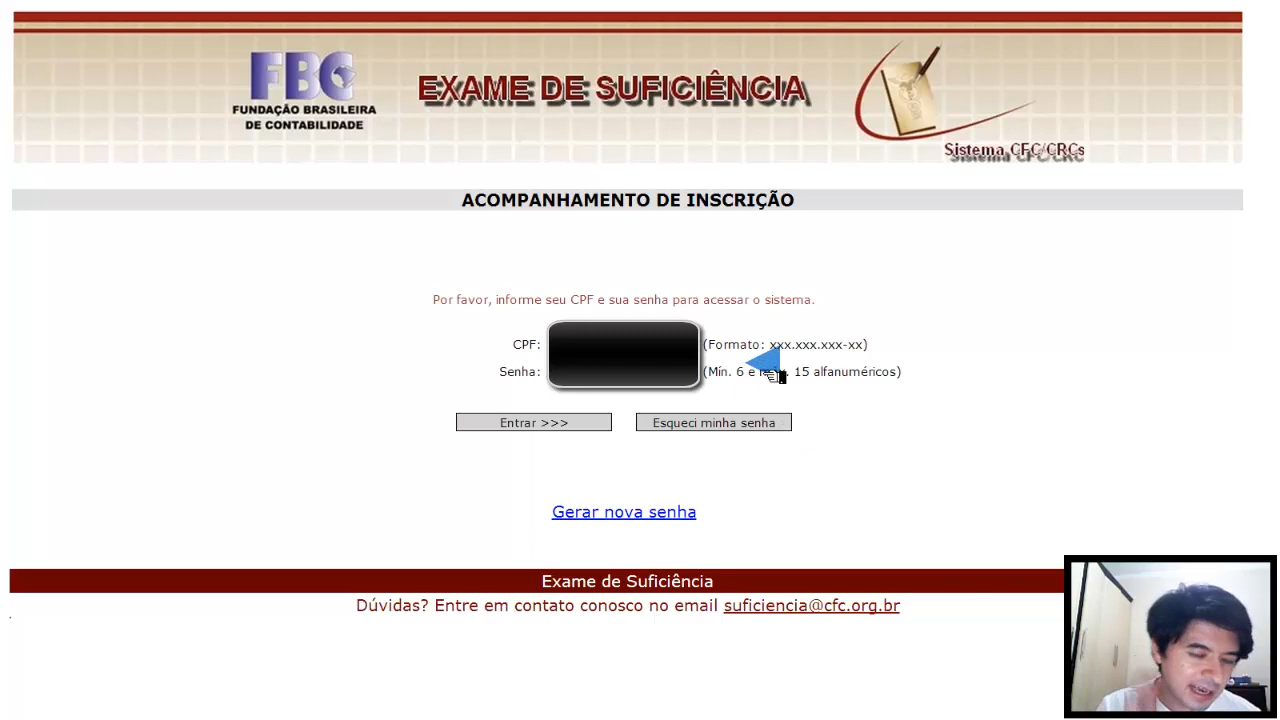 FBC
FUNDAÇÃO BRASILEIRA
DE CONTABILIDADE
EXAME DE SUFICIÊNCIA
Sistema CFC/CRCs
ACOMPANHAMENTO DE INSCRIÇÃO
Por favor, informe seu CPF e sua senha para acessar o sistema.
CPF: (Formato: xxx.xxx.xxx-xx)
Senha: (Mín. 6 e 15 alfanuméricos)
Entrar >>> Esqueci minha senha
Gerar nova senha
Exame de Suficiência
Dúvidas? Entre em contato conosco no email suficiencia@cfc.org.br